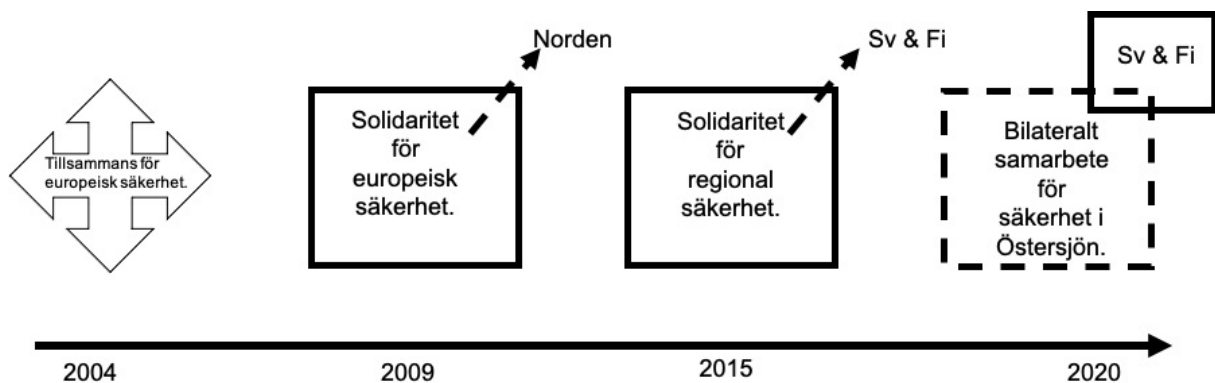 Tillsammans för
europeisk säkerhet.
Norden
Solidaritet
för
europeisk
säkerhet.
Sv & Fi
Solidaritet
för
regional
säkerhet.
Sv & Fi
Bilateralt
samarbete
för
säkerhet i
Östersjön.
2004
2009
2015
2020